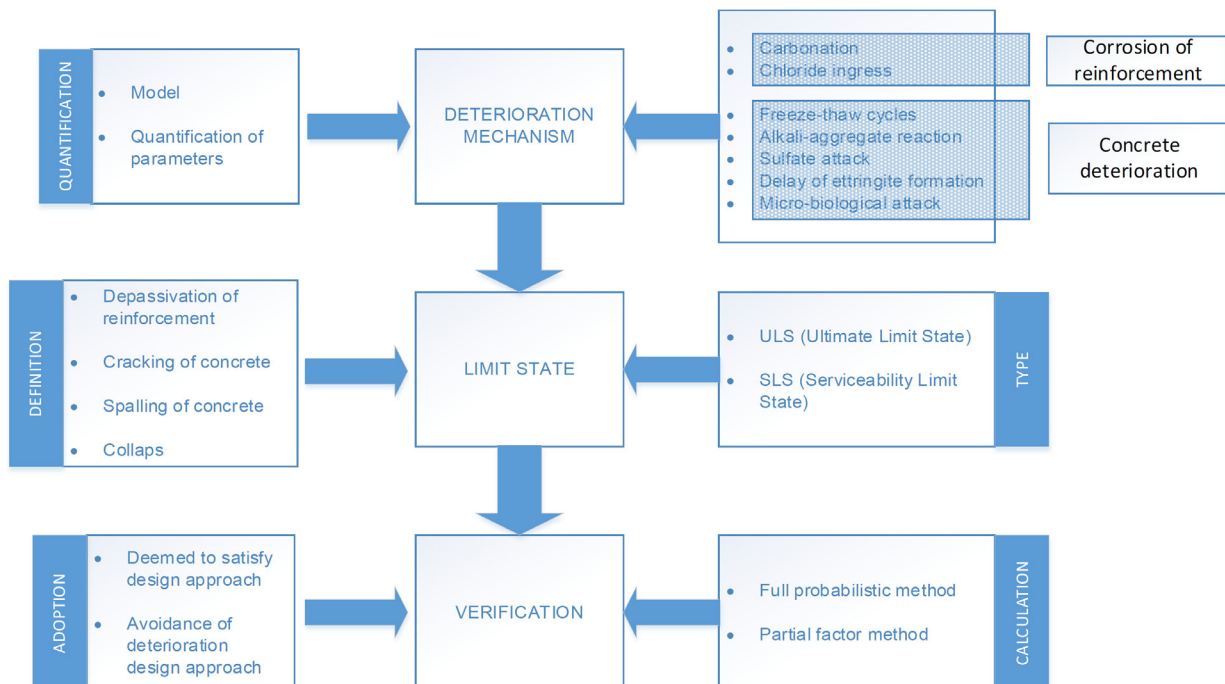 QUANTIFICATION
• Model
• Quantification of
parameters
DETERIORATION
MECHANISM
• Carbonation
• Chloride ingress
• Freeze-thaw cycles
• Alkali-aggregate reaction
• Sulfate attack
• Delay of ettringite formation
• Micro-biological attack
Corrosion of
reinforcement
Concrete
deterioration
DEFINITION
• Depassivation of
reinforcement
• Cracking of concrete
• Spalling of concrete
• Collaps
LIMIT STATE
• ULS (Ultimate Limit State)
• SLS (Serviceability Limit
State)
TYPE
ADOPTION
• Deemed to satisfy
design approach
• Avoidance of
deterioration
design approach
VERIFICATION
• Full probabilistic method
• Partial factor method
CALCULATION